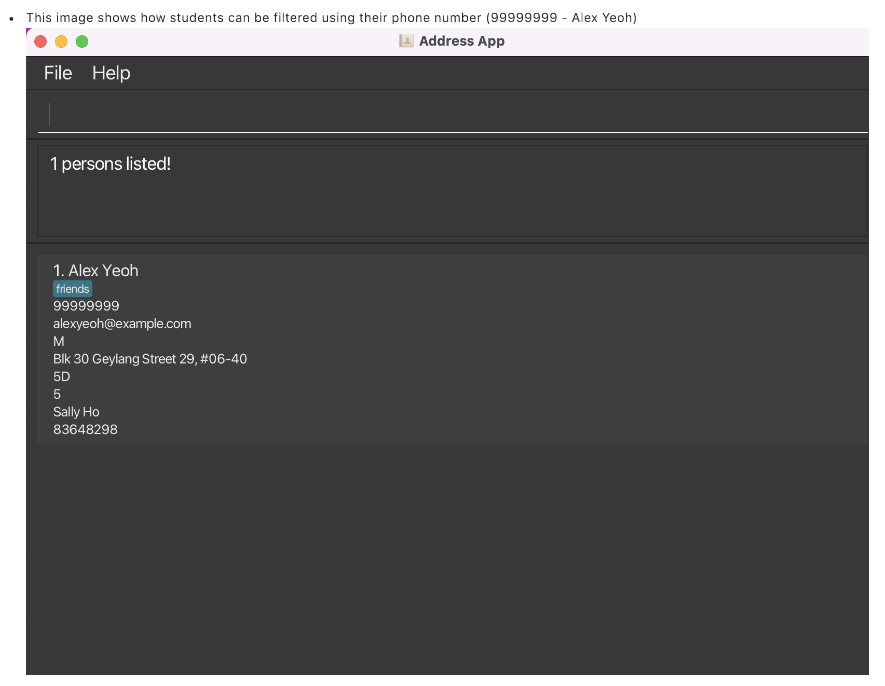 This image shows how students can be filtered using their phone number (99999999 - Alex Yeoh)
Address App
File Help
1 persons listed!
1. Alex Yeoh
friends
99999999
alexyeoh@example.com
M
Blk 30 Geylang Street 29, #06-40
5D
5
Sally Ho
83648298